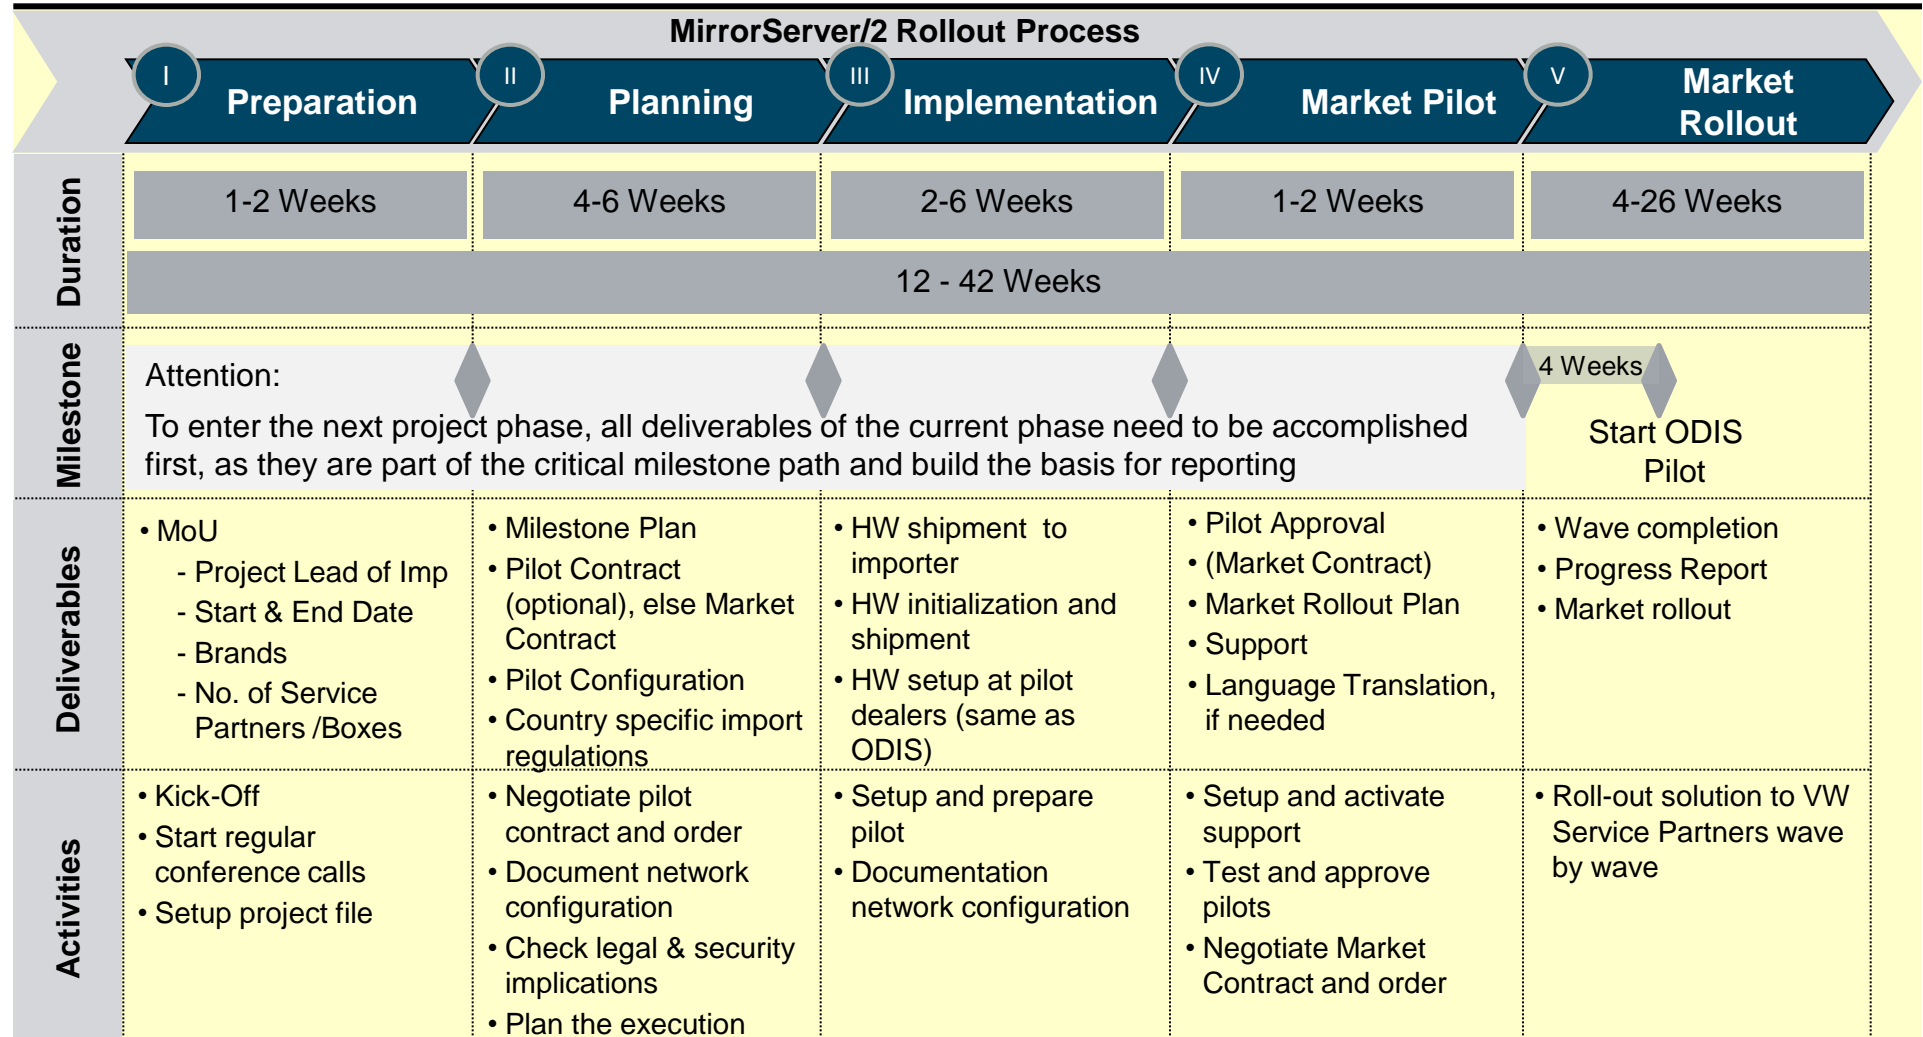 MirrorServer/2 Rollout Process
I
Preparation
II
Planning
III
Implementation
IV
Market Pilot
V
Market
Rollout
Duration
1-2 Weeks
4-6 Weeks
2-6 Weeks
1-2 Weeks
4-26 Weeks
12 - 42 Weeks
Milestone
Attention:
To enter the next project phase, all deliverables of the current phase need to be accomplished
first, as they are part of the critical milestone path and build the basis for reporting
4 Weeks
Start ODIS
Pilot
Deliverables
• MoU
- Project Lead of Imp
- Start & End Date
- Brands
- No. of Service
Partners /Boxes
• Milestone Plan
• Pilot Contract
(optional), else Market
Contract
• Pilot Configuration
• Country specific import
regulations
• HW shipment to
importer
• HW initialization and
shipment
• HW setup at pilot
dealers (same as
ODIS)
• Pilot Approval
• (Market Contract)
• Market Rollout Plan
• Support
• Language Translation,
if needed
• Wave completion
• Progress Report
• Market rollout
Activities
• Kick-Off
• Start regular
conference calls
• Setup project file
• Negotiate pilot
contract and order
• Document network
configuration
• Check legal & security
implications
• Plan the execution
• Setup and prepare
pilot
• Documentation
network configuration
• Setup and activate
support
• Test and approve
pilots
• Negotiate Market
Contract and order
• Roll-out solution to VW
Service Partners wave
by wave